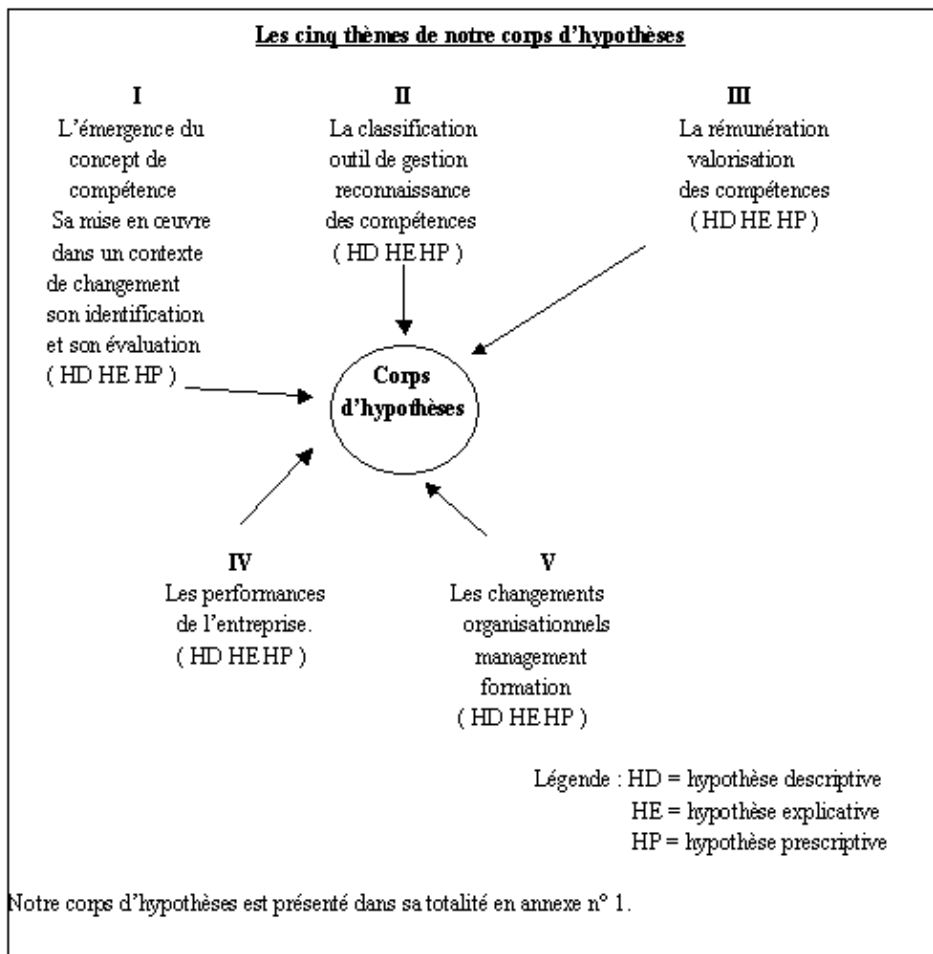 Les cinq thèmes de notre corps d'hypothèses
I
L'émergence du
concept de
compétence
Sa mise en œuvre
dans un contexte
de changement
son identification
et son évaluation
( HD HE HP )
II
La classification
outil de gestion
reconnaissance
des compétences
( HD HE HP )
III
La rémunération
valorisation
des compétences
( HD HE HP )
Corps
d'hypothèses
IV
Les performances
de l'entreprise.
( HD HE HP )
V
Les changements
organisationnels
management
formation
( HD HE HP )
Légende : HD = hypothèse descriptive
HE = hypothèse explicative
HP = hypothèse prescriptive
Notre corps d'hypothèses est présenté dans sa totalité en annexe n° 1.